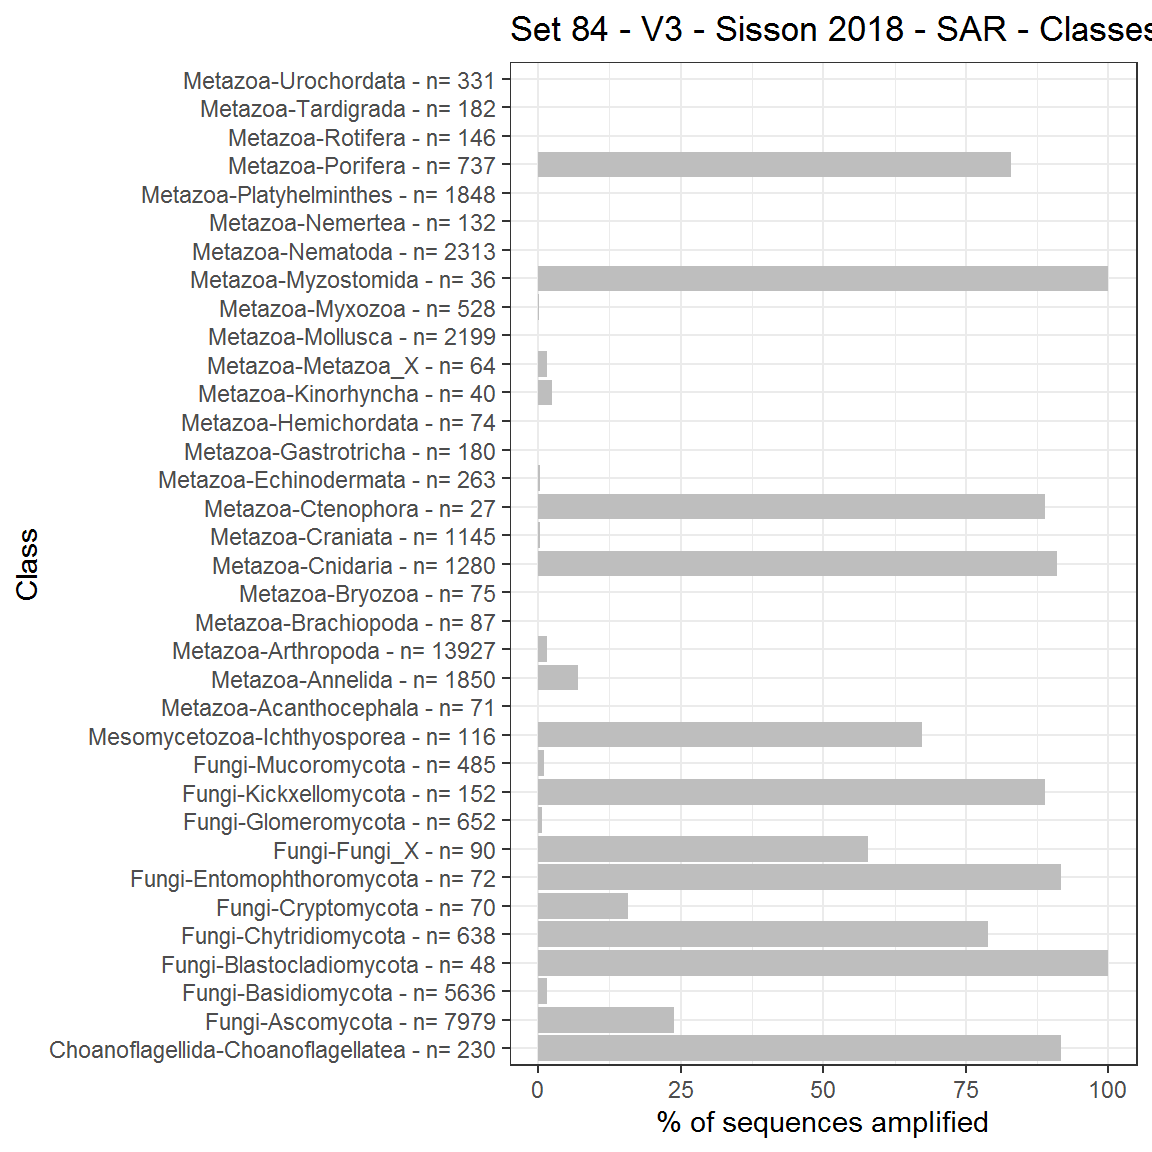 Set 84 - V3 - Sisson 2018 - SAR - Classes
Metazoa-Urochordata - n= 331
Metazoa-Tardigrada - n= 182
Metazoa-Rotifera - n= 146
Metazoa-Porifera - n= 737
Metazoa-Platyhelminthes - n= 1848
Metazoa-Nemertea - n= 132
Metazoa-Nematoda - n= 2313
Metazoa-Myzostomida - n= 36
Metazoa-Myxozoa - n= 528
Metazoa-Mollusca - n= 2199
Metazoa-Metazoa_X - n= 64
Metazoa-Kinorhyncha - n= 40
Metazoa-Hemichordata - n= 74
Metazoa-Gastrotricha - n= 180
Metazoa-Echinodermata - n= 263
Metazoa-Ctenophora - n= 27
Metazoa-Craniata - n= 1145
Metazoa-Cnidaria - n= 1280
Metazoa-Bryozoa - n= 75
Metazoa-Brachiopoda - n= 87
Metazoa-Arthropoda - n= 13927
Metazoa-Annelida - n= 1850
Metazoa-Acanthocephala - n= 71
Mesomycetozoa-Ichthyosporea - n= 116
Fungi-Mucoromycota - n= 485
Fungi-Kickxellomycota - n= 152
Fungi-Glomeromycota - n= 652
Fungi-Fungi_X - n= 90
Fungi-Entomophthoromycota - n= 72
Fungi-Cryptomycota - n= 70
Fungi-Chytridiomycota - n= 638
Fungi-Blastocladiomycota - n= 48
Fungi-Basidiomycota - n= 5636
Fungi-Ascomycota - n= 7979
Choanoflagellida-Choanoflagellatea - n= 230
Class
0 25 50 75 100
% of sequences amplified